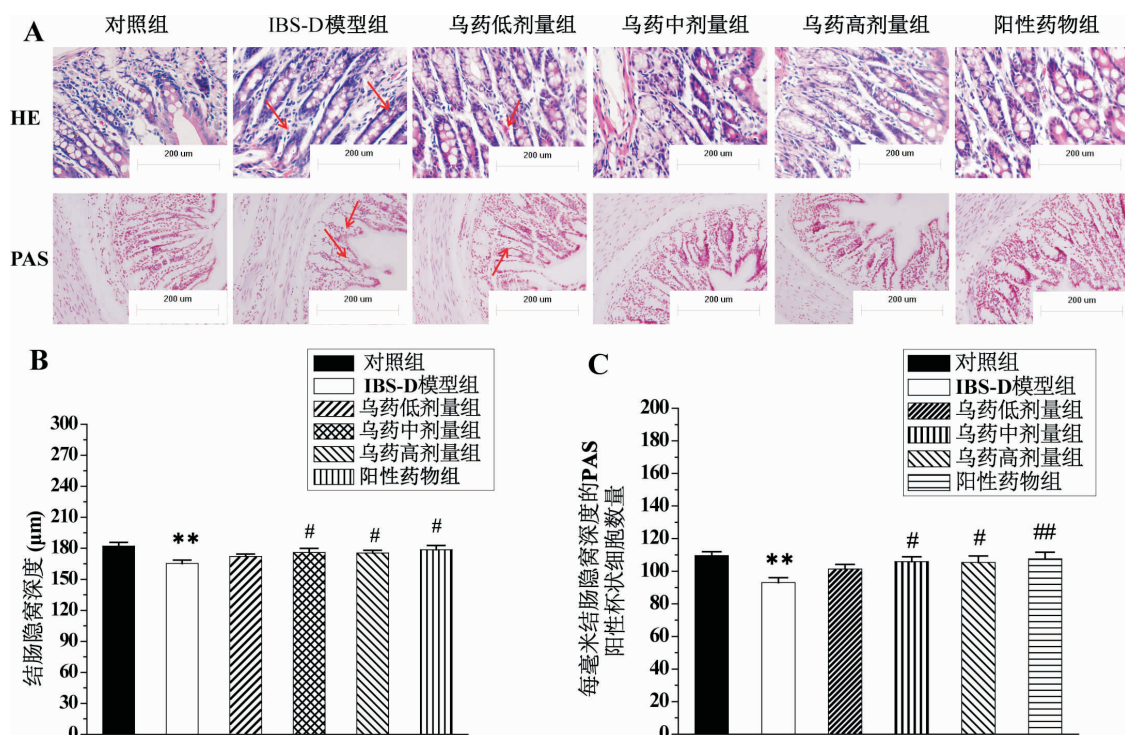 A
对照组 IBS-D模型组 乌药低剂量组 乌药中剂量组 乌药高剂量组 阳性药物组
HE
200 um 200 um 200 um 200 um 200 um 200 um
PAS
200 um 200 um 200 um 200 um 200 um 200 um
B
对照组
IBS-D模型组
乌药低剂量组
乌药中剂量组
乌药高剂量组
阳性药物组
结肠隐窝深度 (μm)
300
270
240
210
180
150
120
90
60
30
0
** # # #
C
对照组
IBS-D模型组
乌药低剂量组
乌药中剂量组
乌药高剂量组
阳性药物组
每毫米结肠隐窝深度的PAS
阳性杯状细胞数量
200
180
160
140
120
100
80
60
40
20
0
** # # ##